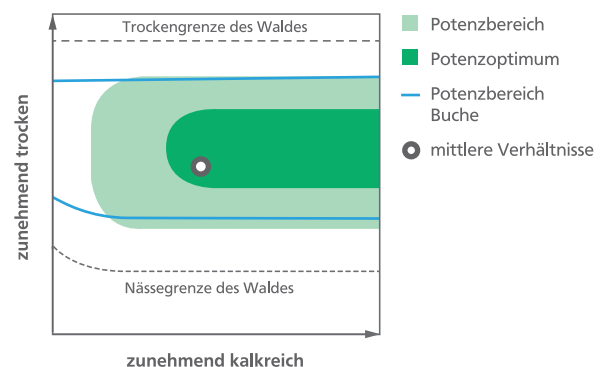 Trockengrenze des Waldes
Nässegrenze des Waldes
zunehmend trocken
zunehmend kalkreich
Potenzbereich
Potenzoptimum
Potenzbereich
Buche
mittlere Verhältnisse